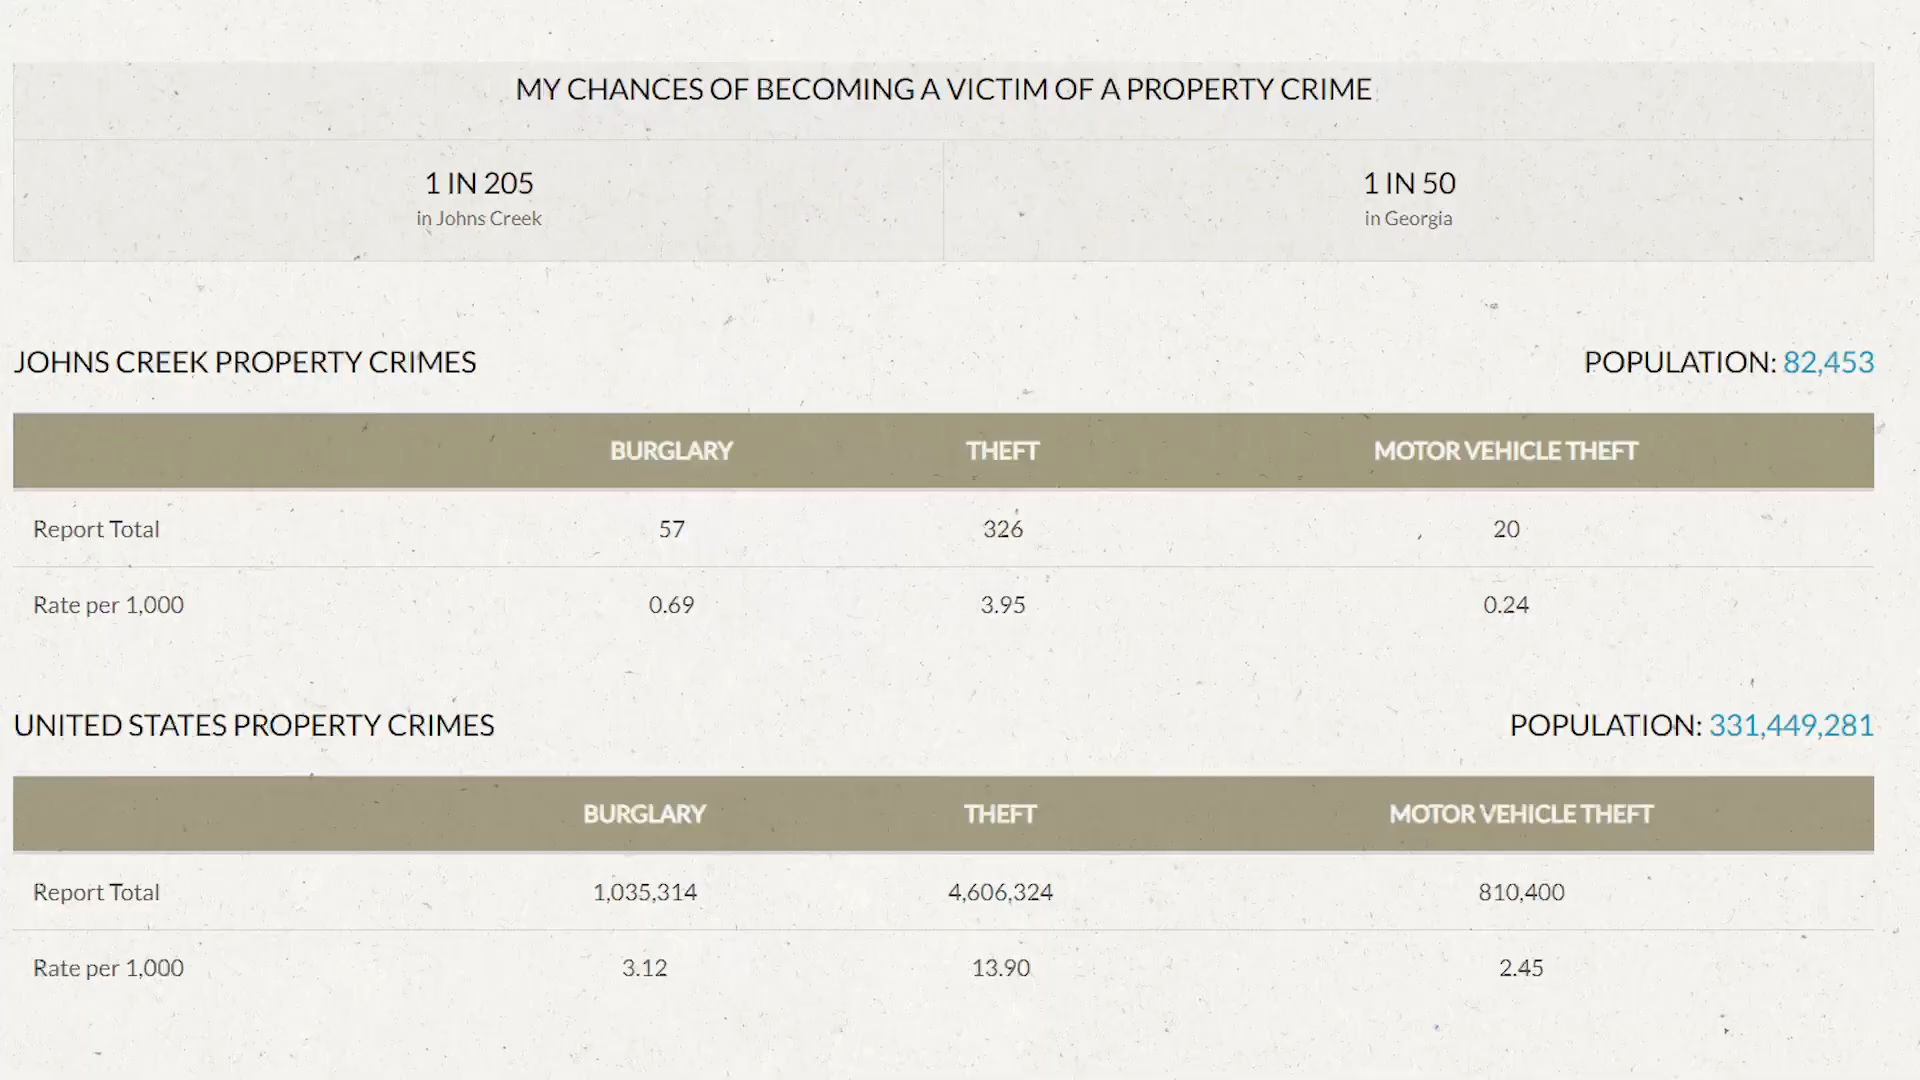 MY CHANCES OF BECOMING A VICTIM OF A PROPERTY CRIME
1 IN 205
in Johns Creek
1 IN 50
in Georgia
JOHNS CREEK PROPERTY CRIMES
POPULATION: 82,453
BURGLARY THEFT MOTOR VEHICLE THEFT
Report Total 57 326 20
Rate per 1,000 0.69 3.95 0.24
UNITED STATES PROPERTY CRIMES
POPULATION: 331,449,281
BURGLARY THEFT MOTOR VEHICLE THEFT
Report Total 1,035,314 4,606,324 810,400
Rate per 1,000 3.12 13.90 2.45